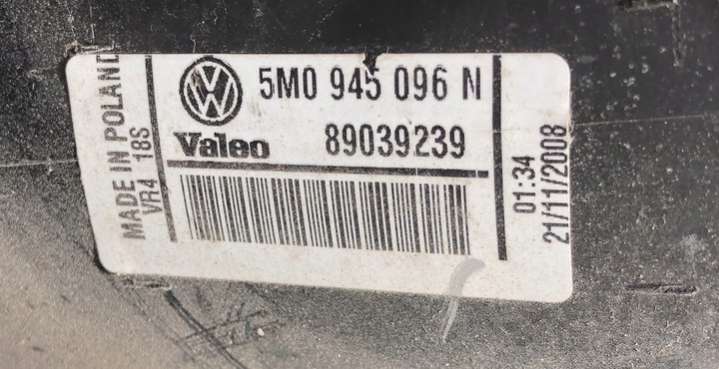 MADE IN POLAND
VR4 18S
5M0 945 096 N
Valeo 89039239
01:34
21/11/2008